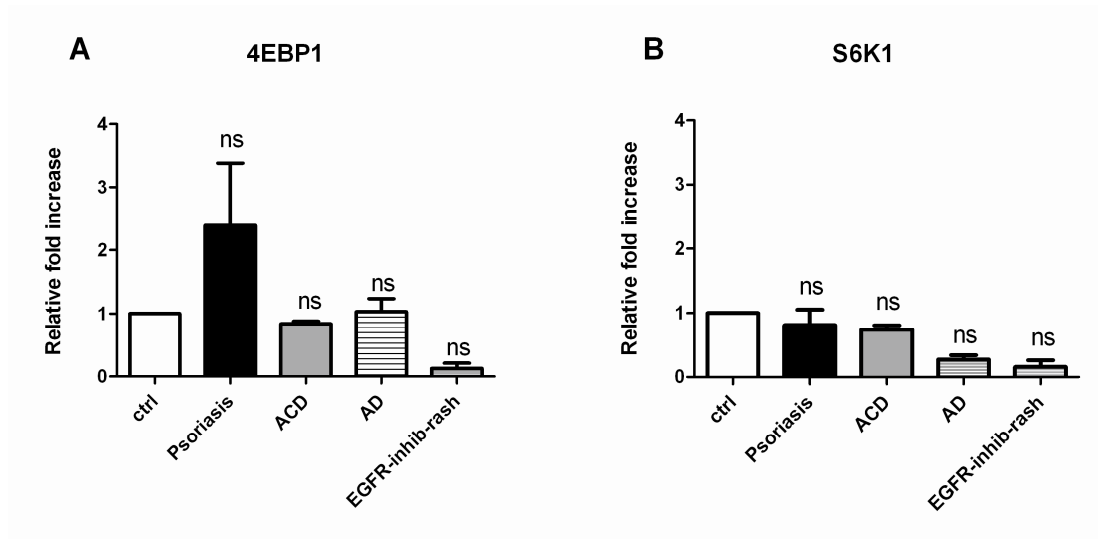 A
4EBP1
Relative fold increase
4
3
2
1
0
ns
ns
ns
ns
ctrl
Psoriasis
ACD
AD
EGFR-inhib-rash
B
S6K1
Relative fold increase
4
3
2
1
0
ns
ns
ns
ns
ctrl
Psoriasis
ACD
AD
EGFR-inhib-rash